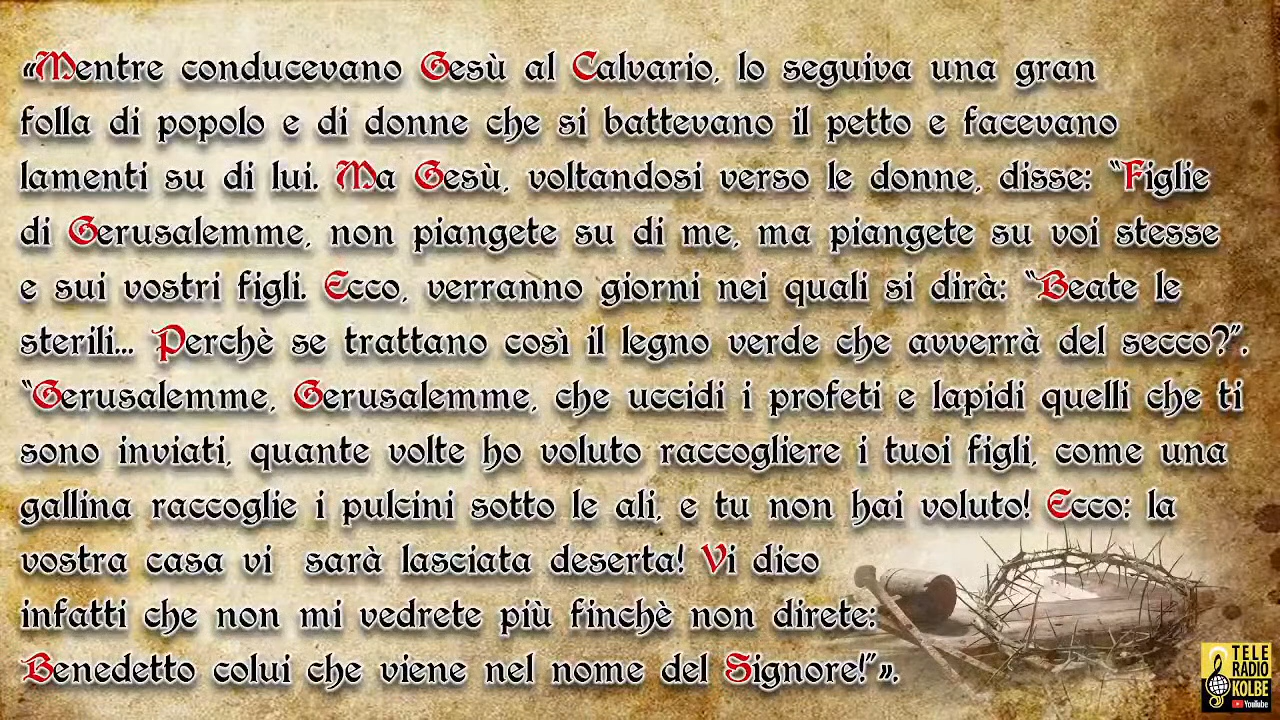 «Mentre conducevano Gesù al Calvario, lo seguiva una gran
folla di popolo e di donne che si battevano il petto e facevano
lamenti su di lui. Ma Gesù, voltandosi verso le donne, disse: “Figlie
di Gerusalemme, non piangete su di me, ma piangete su voi stesse
e sui vostri figli. Ecco, verranno giorni nei quali si dirà: “Beate le
sterili... Perchè se trattano così il legno verde che avverrà del secco?”.
“Gerusalemme, Gerusalemme, che uccidi i profeti e lapidi quelli che ti
sono inviati, quante volte ho voluto raccogliere i tuoi figli, come una
gallina raccoglie i pulcini sotto le ali, e tu non hai voluto! Ecco: la
vostra casa vi sarà lasciata deserta! Vi dico
infatti che non mi vedrete più finchè non direte:
Benedetto colui che viene nel nome del Signore!”».
TELE
RADIO
KOLBE
YouTube